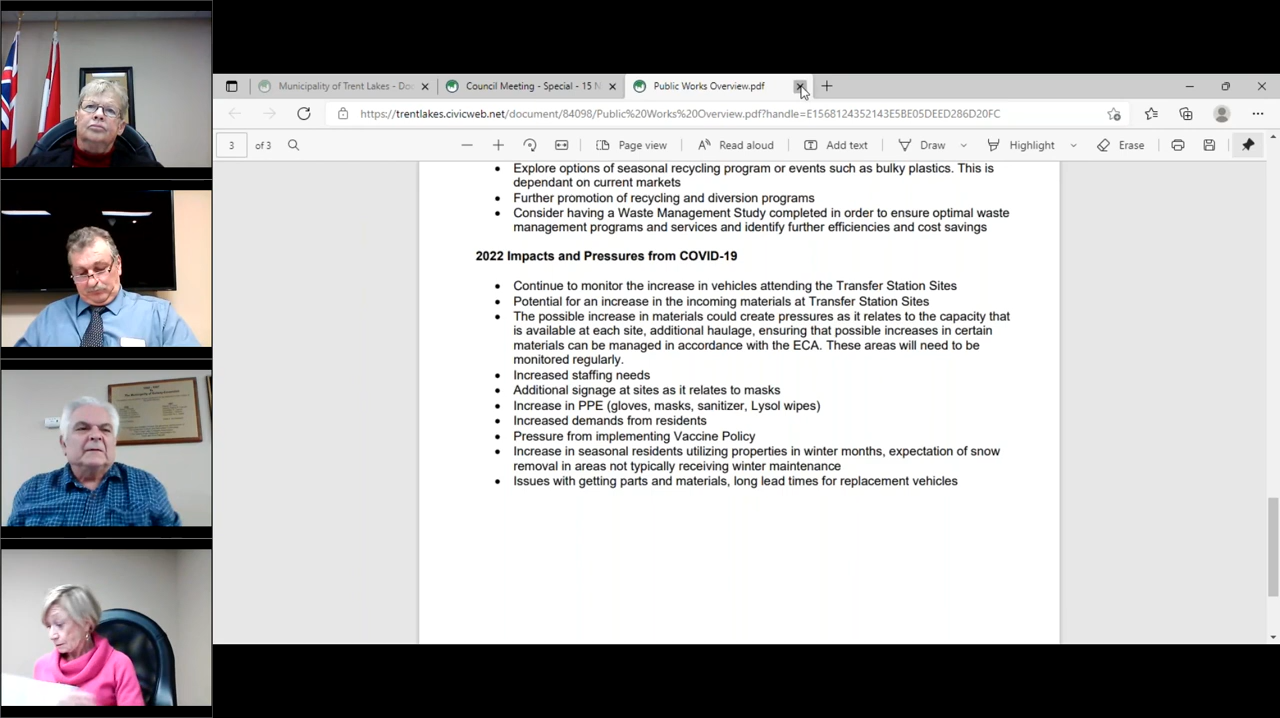 Municipality of Trent Lakes - Doc
Council Meeting - Special - 15 N
Public Works Overview.pdf
https://trentlakes.civicweb.net/document/84098/Public%20Works%20Overview.pdf?handle=E1568124352143E5BE05DEED286D20FC
3 of 3
Page view
Read aloud
Add text
Draw
Highlight
Erase
• Explore options of seasonal recycling program or events such as bulky plastics. This is
dependant on current markets
• Further promotion of recycling and diversion programs
• Consider having a Waste Management Study completed in order to ensure optimal waste
management programs and services and identify further efficiencies and cost savings
2022 Impacts and Pressures from COVID-19
• Continue to monitor the increase in vehicles attending the Transfer Station Sites
• Potential for an increase in the incoming materials at Transfer Station Sites
• The possible increase in materials could create pressures as it relates to the capacity that
is available at each site, additional haulage, ensuring that possible increases in certain
materials can be managed in accordance with the ECA. These areas will need to be
monitored regularly.
• Increased staffing needs
• Additional signage at sites as it relates to masks
• Increase in PPE (gloves, masks, sanitizer, Lysol wipes)
• Increased demands from residents
• Pressure from implementing Vaccine Policy
• Increase in seasonal residents utilizing properties in winter months, expectation of snow
removal in areas not typically receiving winter maintenance
• Issues with getting parts and materials, long lead times for replacement vehicles